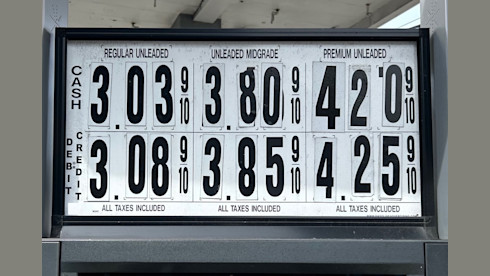 REGULAR UNLEADED UNLEADED MIDGRADE PREMIUM UNLEADED
CASH 3.03 9/10 3.80 9/10 4.20 9/10
DEBIT CREDIT 3.08 9/10 3.85 9/10 4.25 9/10
ALL TAXES INCLUDED ALL TAXES INCLUDED ALL TAXES INCLUDED